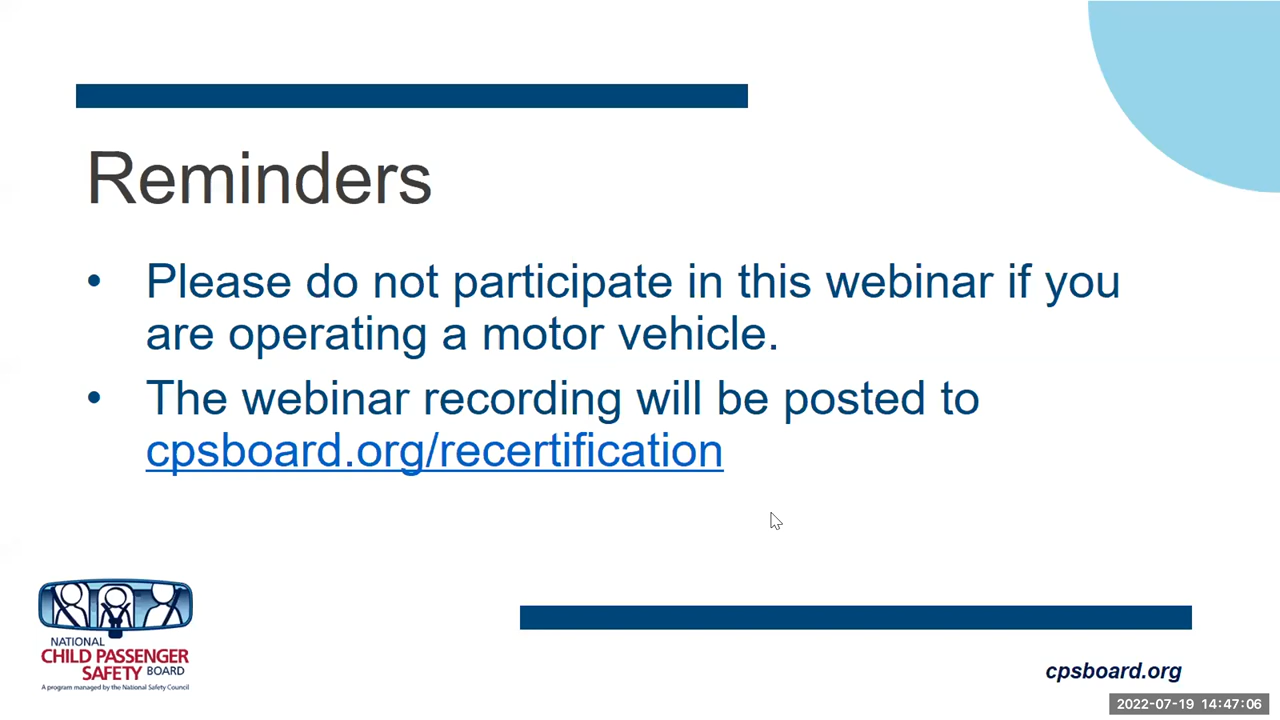 Reminders
• Please do not participate in this webinar if you
are operating a motor vehicle.
• The webinar recording will be posted to
cpsboard.org/recertification
NATIONAL
CHILD PASSENGER
SAFETY BOARD
A program managed by the National Safety Council
cpsboard.org
2022-07-19 14:47:06